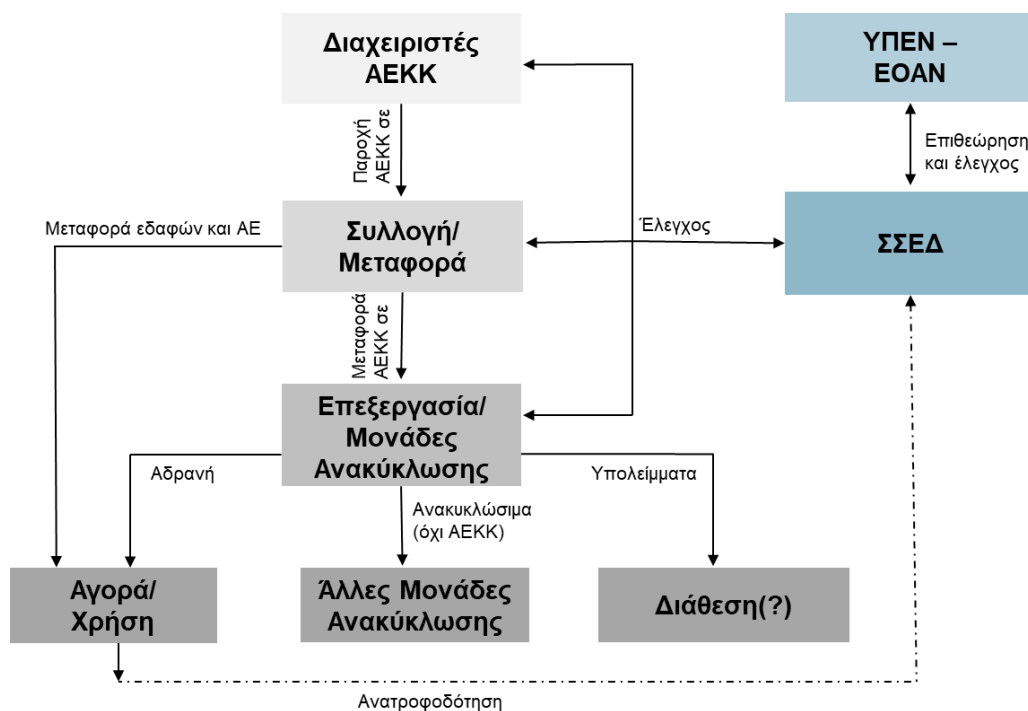 Διαχειριστές
ΑΕΚΚ
ΥΠΕΝ –
ΕΟΑΝ
Παροχή
ΑΕΚΚ σε
Επιθεώρηση
και έλεγχος
Μεταφορά εδαφών και ΑΕ
Συλλογή/
Μεταφορά
Έλεγχος
ΣΣΕΔ
Μεταφορά
ΑΕΚΚ σε
Επεξεργασία/
Μονάδες
Ανακύκλωσης
Αδρανή
Υπολείμματα
Ανακυκλώσιμα
(όχι ΑΕΚΚ)
Αγορά/
Χρήση
Άλλες Μονάδες
Ανακύκλωσης
Διάθεση(?)
Ανατροφοδότηση